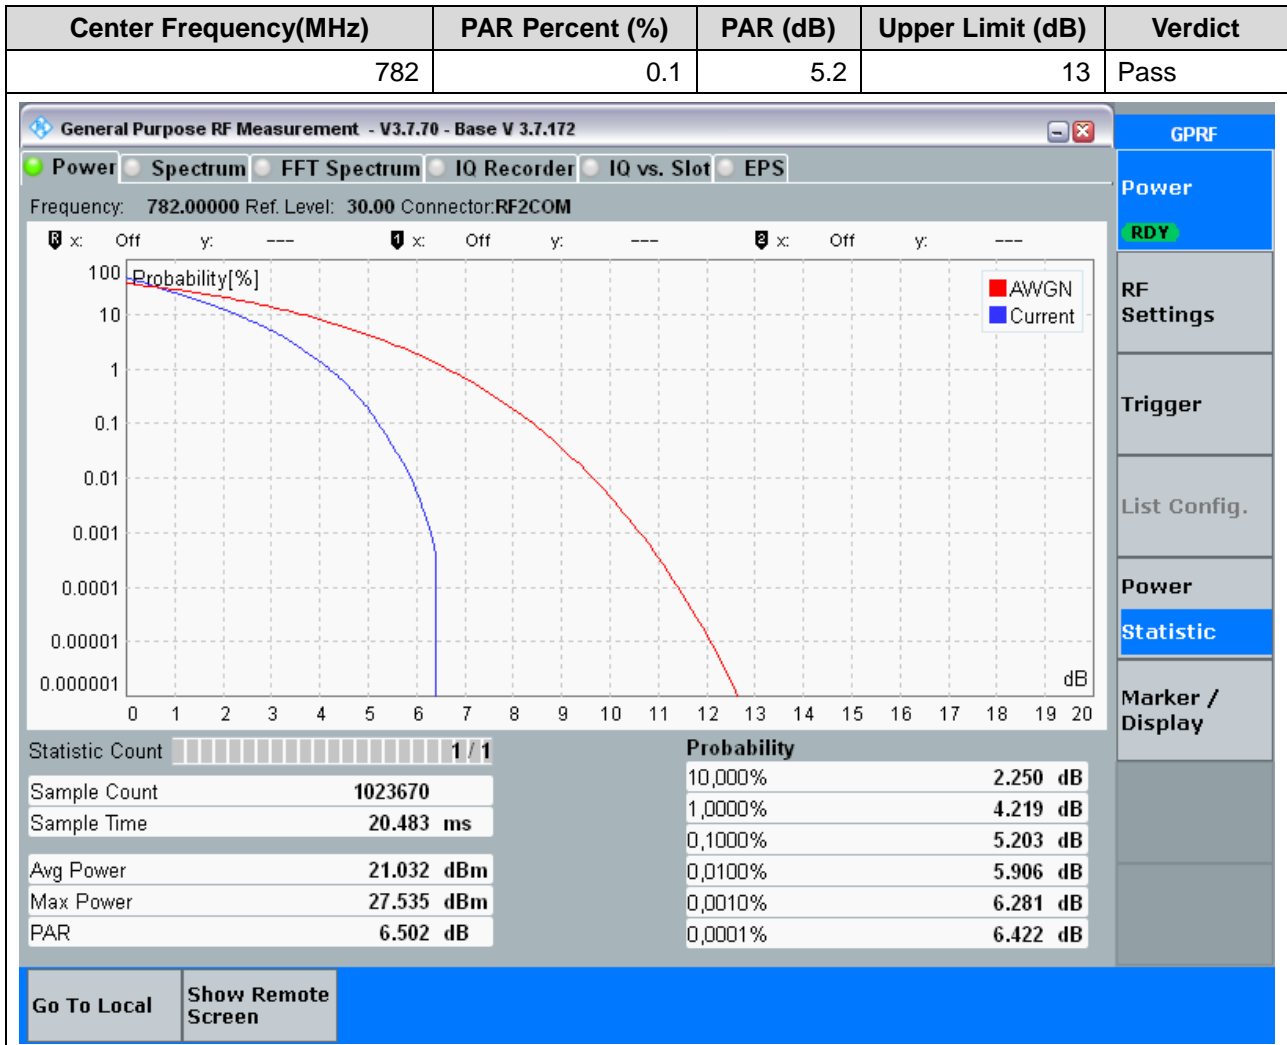 Center Frequency(MHz) PAR Percent (%) PAR (dB) Upper Limit (dB) Verdict
782 0.1 5.2 13 Pass
General Purpose RF Measurement - V3.7.70 - Base V 3.7.172
GPRF
Power Spectrum FFT Spectrum IQ Recorder IQ vs. Slot EPS
Frequency: 782.00000 Ref. Level: 30.00 Connector:RF2COM
Power
RDY
R x: Off y: --- 1 x: Off y: --- 2 x: Off y: ---
Probability[%]
AWGN
Current
100
10
1
0.1
0.01
0.001
0.0001
0.00001
0.000001
dB
0 1 2 3 4 5 6 7 8 9 10 11 12 13 14 15 16 17 18 19 20
RF
Settings
Trigger
List Config.
Power
Statistic
Marker /
Display
Statistic Count 1 / 1
Sample Count 1023670
Sample Time 20.483 ms
Avg Power 21.032 dBm
Max Power 27.535 dBm
PAR 6.502 dB
Probability
10,000% 2.250 dB
1,0000% 4.219 dB
0,1000% 5.203 dB
0,0100% 5.906 dB
0,0010% 6.281 dB
0,0001% 6.422 dB
Go To Local
Show Remote
Screen